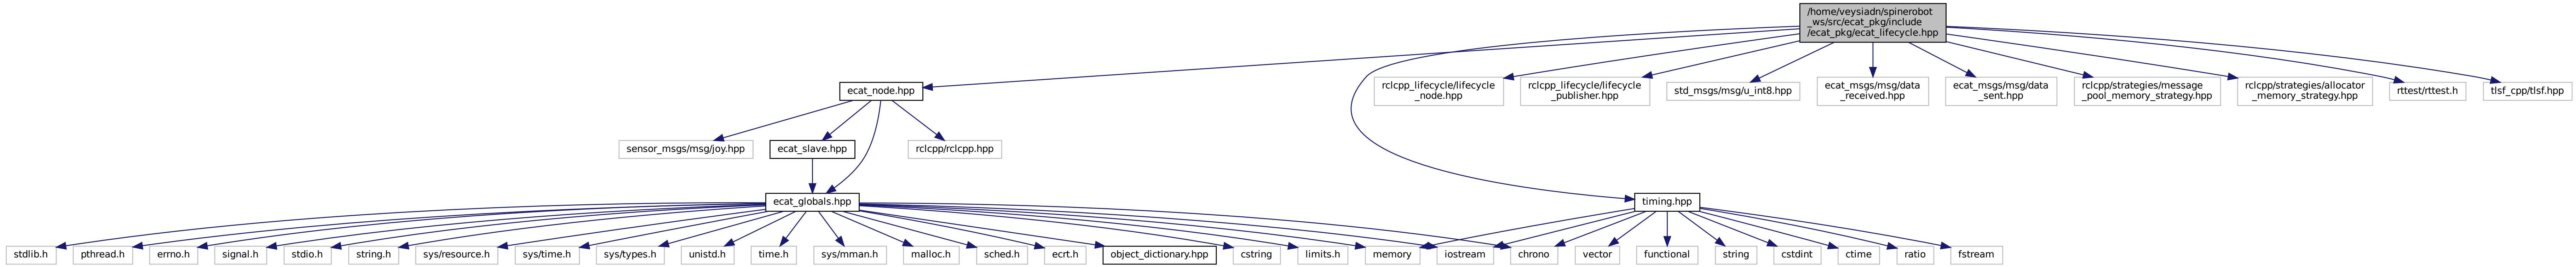 /home/veysiadn/spinerobot
_ws/src/ecat_pkg/include
/ecat_pkg/ecat_lifecycle.hpp
ecat_node.hpp
rclcpp_lifecycle/lifecycle
_node.hpp
rclcpp_lifecycle/lifecycle
_publisher.hpp
std_msgs/msg/u_int8.hpp
ecat_msgs/msg/data
_received.hpp
ecat_msgs/msg/data
_sent.hpp
rclcpp/strategies/message
_pool_memory_strategy.hpp
rclcpp/strategies/allocator
_memory_strategy.hpp
rttest/rttest.h
tlsf_cpp/tlsf.hpp
sensor_msgs/msg/joy.hpp
ecat_slave.hpp
rclcpp/rclcpp.hpp
ecat_globals.hpp
timing.hpp
stdlib.h
pthread.h
errno.h
signal.h
stdio.h
string.h
sys/resource.h
sys/time.h
sys/types.h
unistd.h
time.h
sys/mman.h
malloc.h
sched.h
ecrt.h
object_dictionary.hpp
cstring
limits.h
memory
iostream
chrono
vector
functional
string
cstdint
ctime
ratio
fstream